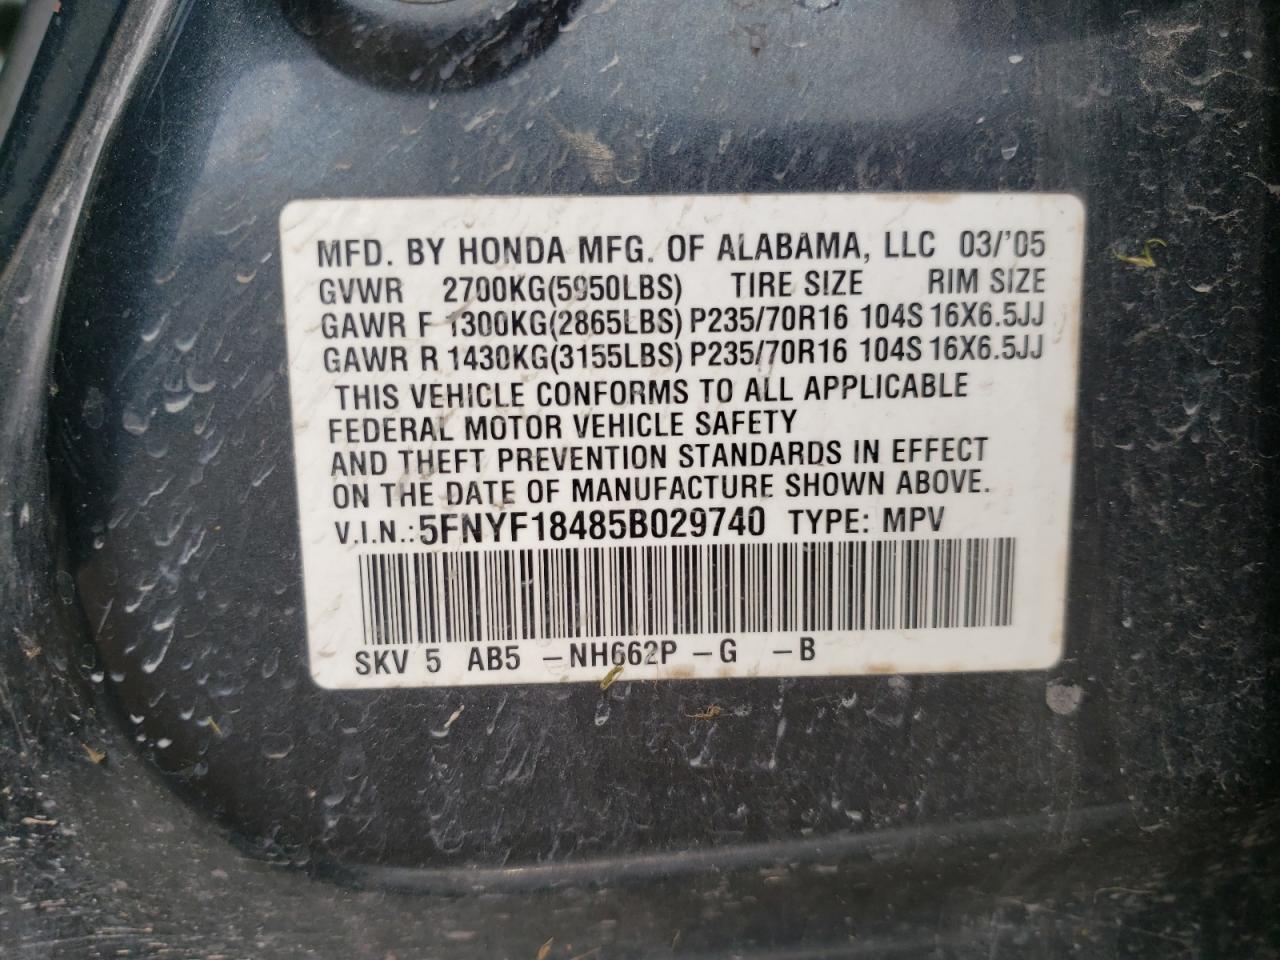 MFD. BY HONDA MFG. OF ALABAMA, LLC 03/'05
GVWR 2700KG(5950LBS) TIRE SIZE RIM SIZE
GAWR F 1300KG(2865LBS) P235/70R16 104S 16X6.5JJ
GAWR R 1430KG(3155LBS) P235/70R16 104S 16X6.5JJ
THIS VEHICLE CONFORMS TO ALL APPLICABLE
FEDERAL MOTOR VEHICLE SAFETY
AND THEFT PREVENTION STANDARDS IN EFFECT
ON THE DATE OF MANUFACTURE SHOWN ABOVE.
V.I.N.:5FNYF18485B029740 TYPE: MPV
SKV 5 AB5 -NH662P -G -B